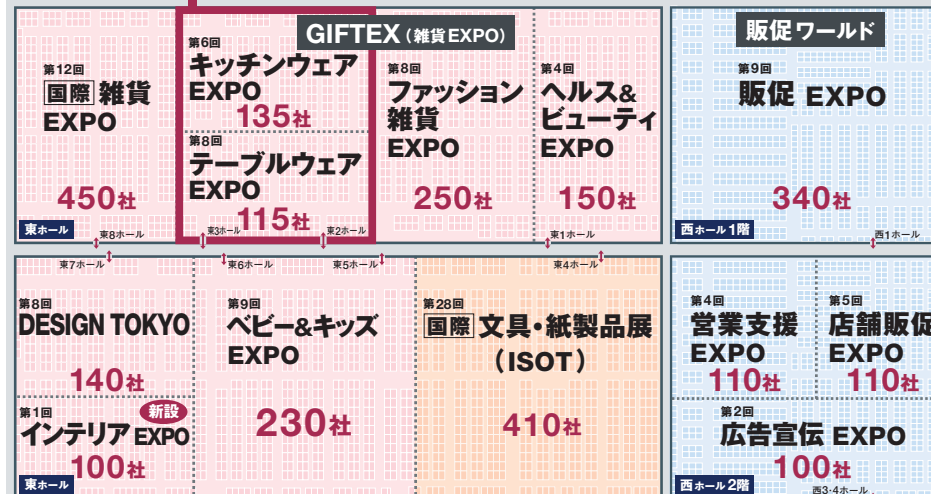 GIFTEX（雑貨EXPO）
第12回
国際 雑貨
EXPO
450社
東ホール
東8ホール
第6回
キッチンウェア
EXPO
135社
第8回
テーブルウェア
EXPO
115社
東3ホール
東2ホール
第8回
ファッション
雑貨
EXPO
250社
第4回
ヘルス&
ビューティ
EXPO
150社
東1ホール
販促ワールド
第9回
販促 EXPO
340社
西ホール1階
西1ホール
東7ホール
東6ホール
東5ホール
東4ホール
第8回
DESIGN TOKYO
140社
第1回
新設
インテリア EXPO
100社
東ホール
第9回
ベビー&キッズ
EXPO
230社
第28回
国際 文具・紙製品展
（ISOT）
410社
第4回
営業支援
EXPO
110社
第5回
店舗販促
EXPO
110社
第2回
広告宣伝 EXPO
100社
西ホール2階
西3・4ホール